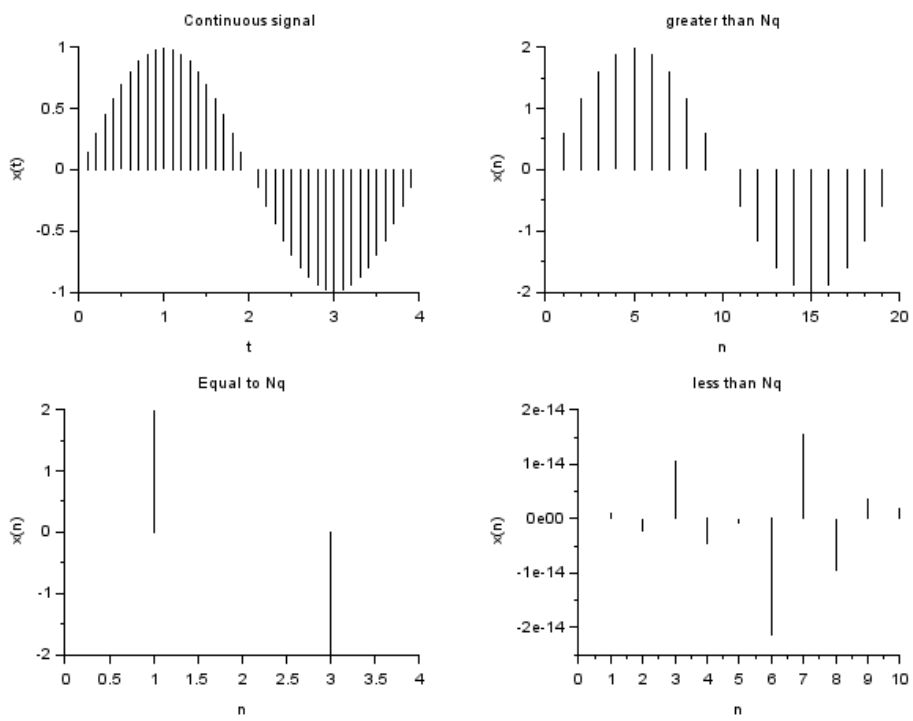 Continuous signal
1
0.5
0
-0.5
-1
x(t)
0 1 2 3 4
t
greater than Nq
2
1
0
-1
-2
x(n)
0 5 10 15 20
n
Equal to Nq
2
1
0
-1
-2
x(n)
0 0.5 1 1.5 2 2.5 3 3.5 4
n
less than Nq
2e-14
1e-14
0e00
-1e-14
-2e-14
x(n)
0 1 2 3 4 5 6 7 8 9 10
n